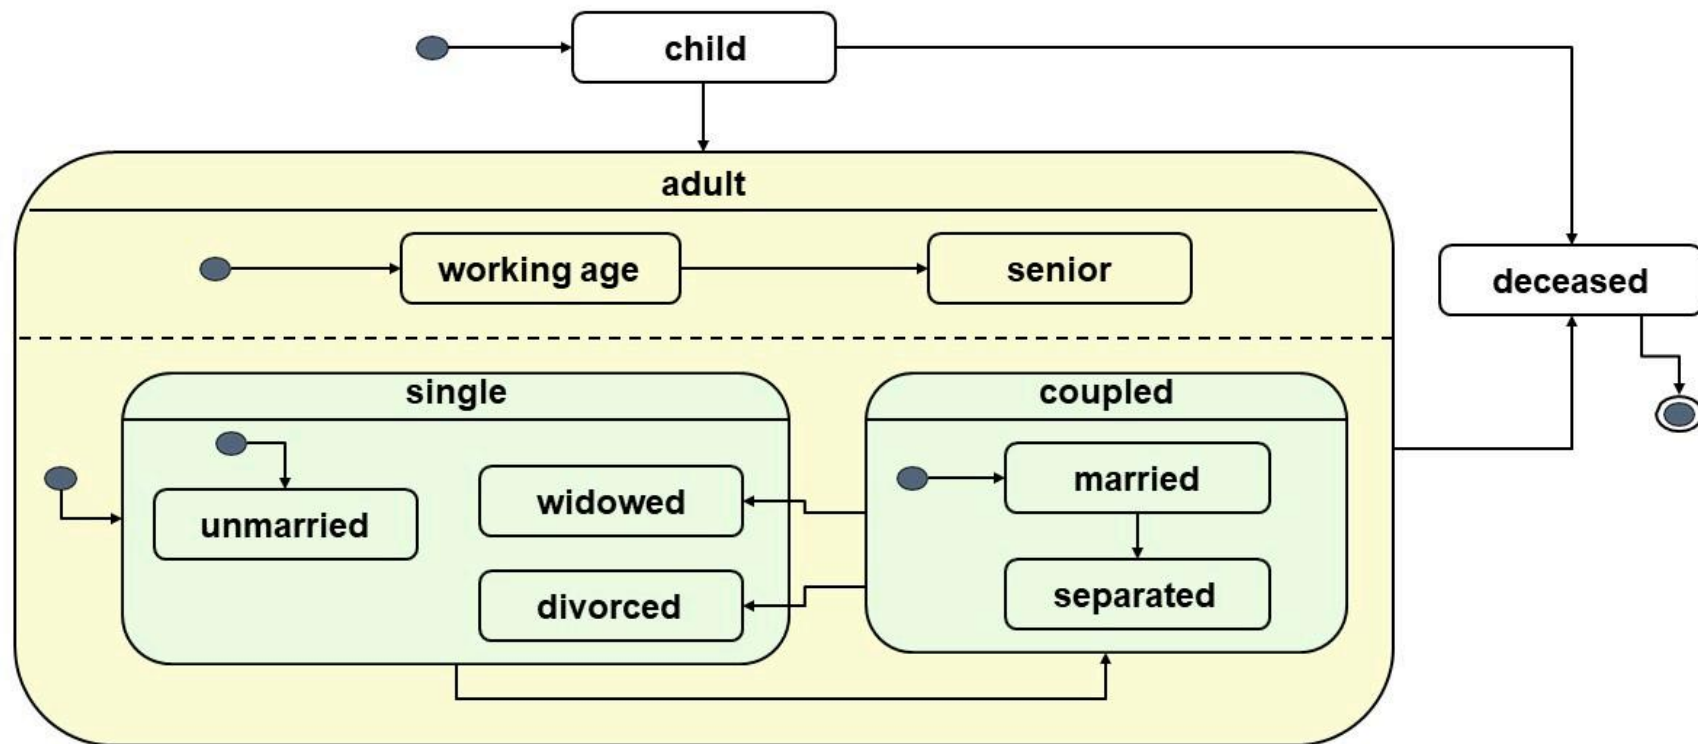 child
adult
working age
senior
deceased
single
coupled
married
widowed
unmarried
separated
divorced